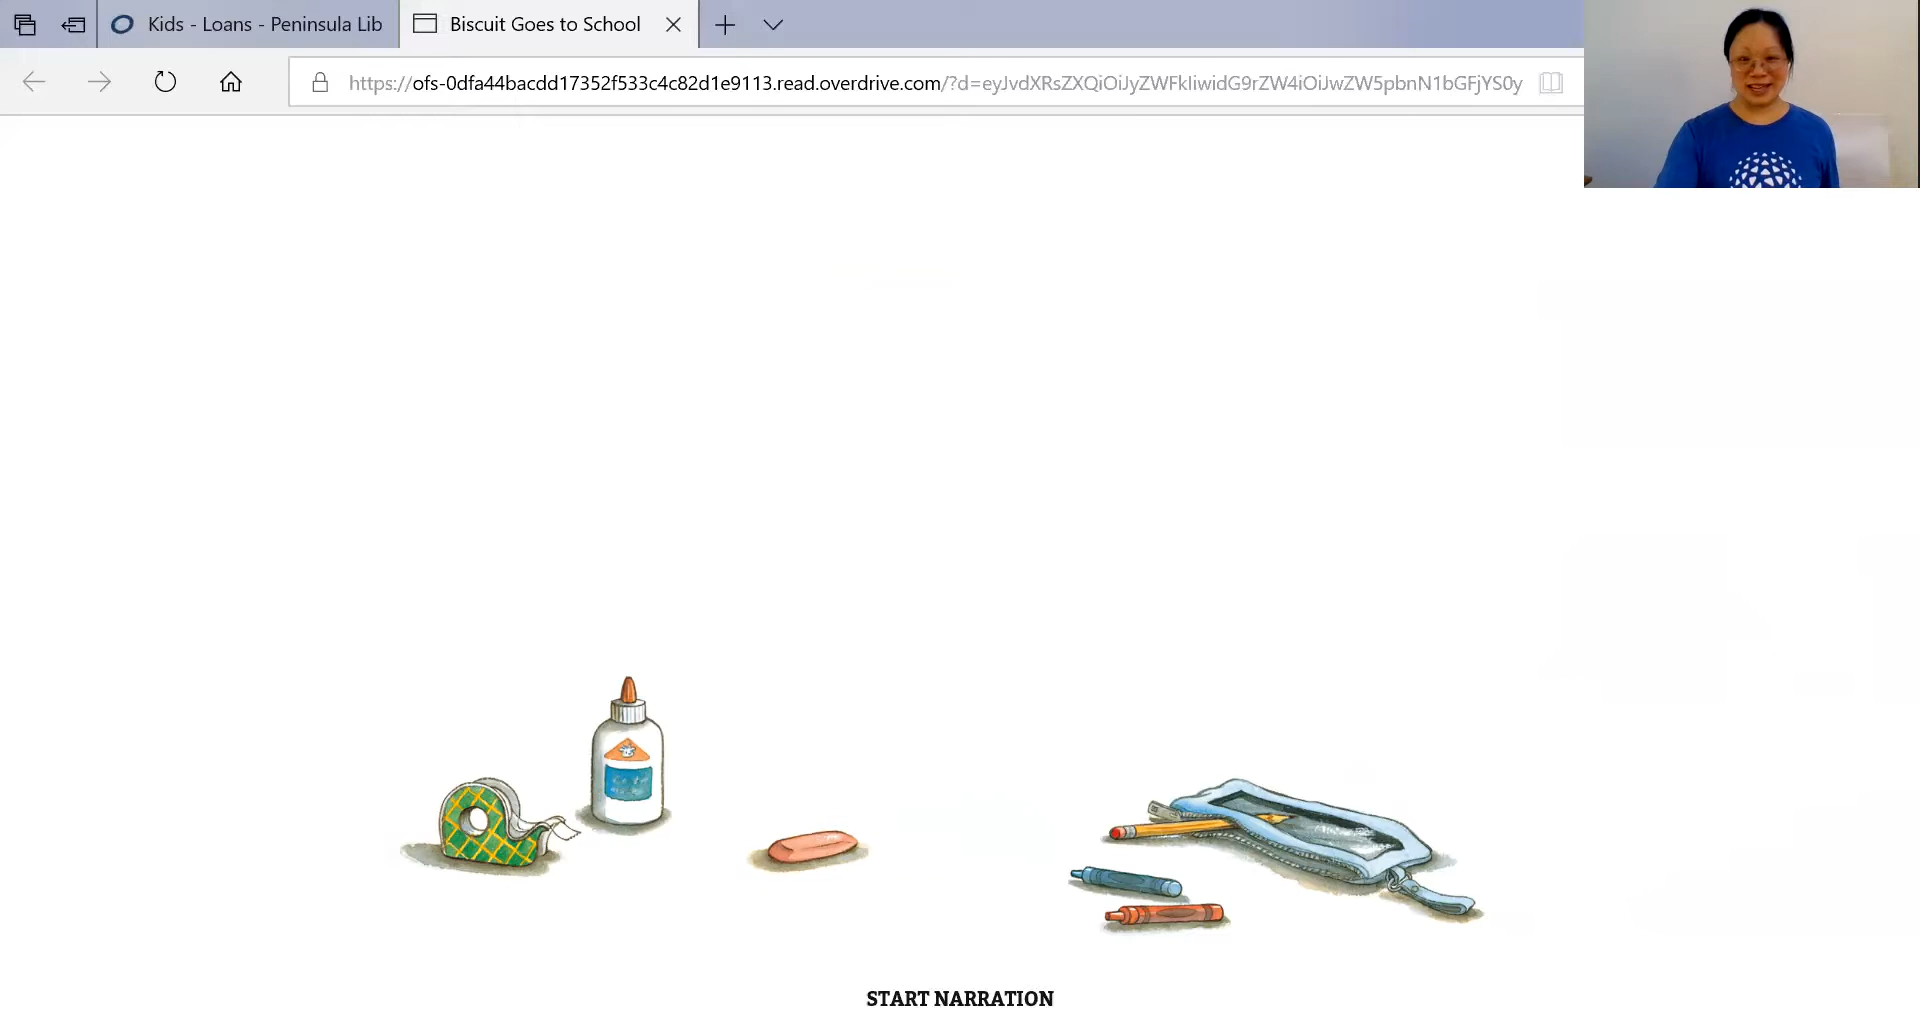 Kids - Loans - Peninsula Lib
Biscuit Goes to School
https://ofs-0dfa44bacdd17352f533c4c82d1e9113.read.overdrive.com/?d=eyJvdXRsZXQiOiJyZWFkIiwidG9rZW4iOiJwZW5pbnN1bGFjYS0y
START NARRATION